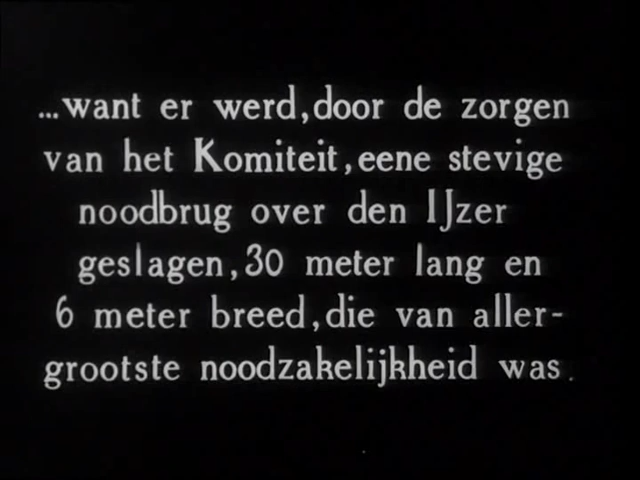 ...want er werd,door de zorgen
van het Komiteit,eene stevige
noodbrug over den IJzer
geslagen,30 meter lang en
6 meter breed,die van aller-
grootste noodzakelijkheid was.